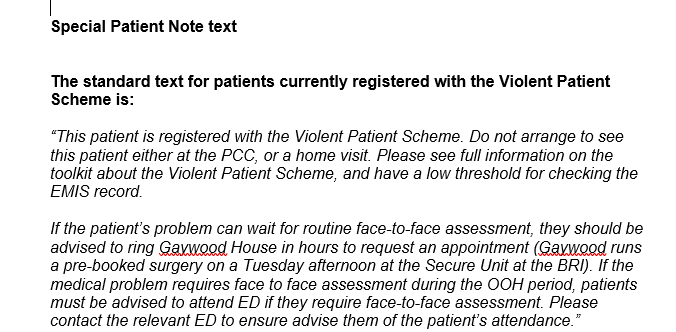 Special Patient Note text
The standard text for patients currently registered with the Violent Patient
Scheme is:
“This patient is registered with the Violent Patient Scheme. Do not arrange to see
this patient either at the PCC, or a home visit. Please see full information on the
toolkit about the Violent Patient Scheme, and have a low threshold for checking the
EMIS record.
If the patient’s problem can wait for routine face-to-face assessment, they should be
advised to ring Gaywood House in hours to request an appointment (Gaywood runs
a pre-booked surgery on a Tuesday afternoon at the Secure Unit at the BRI). If the
medical problem requires face to face assessment during the OOH period, patients
must be advised to attend ED if they require face-to-face assessment. Please
contact the relevant ED to ensure advise them of the patient’s attendance.”